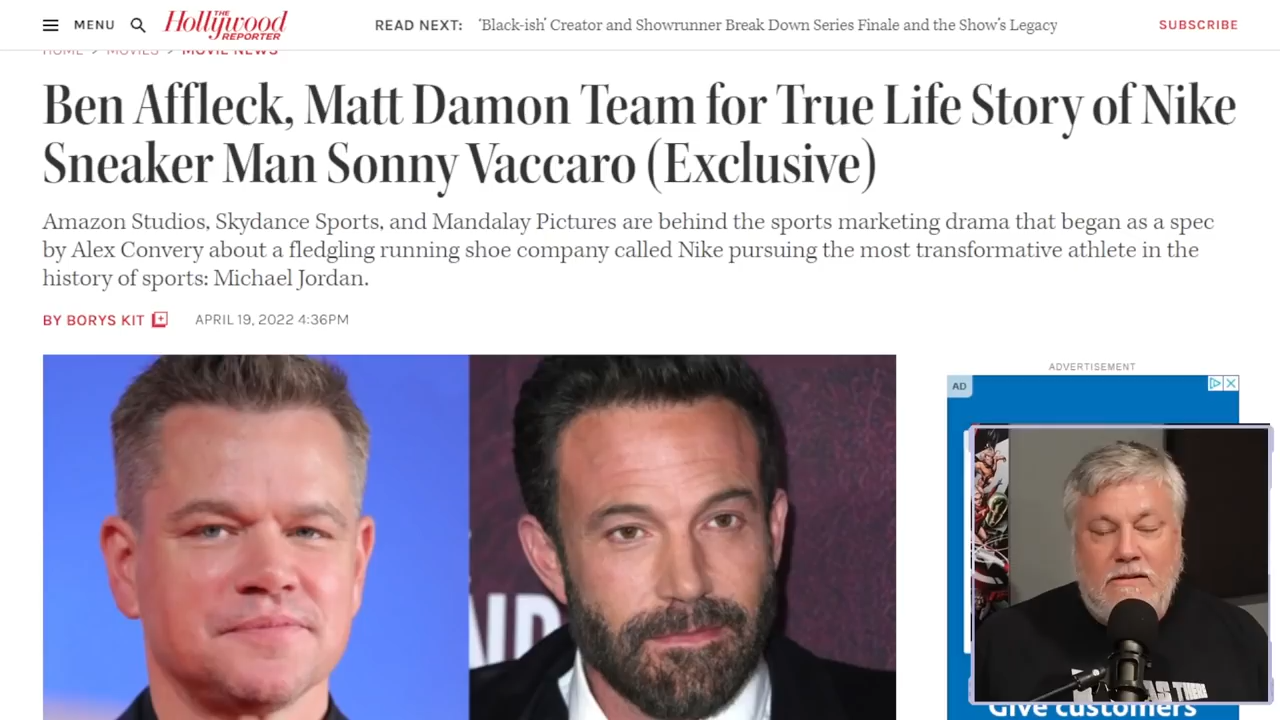 MENU
THE
Hollywood
REPORTER
READ NEXT: 'Black-ish' Creator and Showrunner Break Down Series Finale and the Show's Legacy
SUBSCRIBE
HOME > MOVIES > MOVIE NEWS
Ben Affleck, Matt Damon Team for True Life Story of Nike
Sneaker Man Sonny Vaccaro (Exclusive)
Amazon Studios, Skydance Sports, and Mandalay Pictures are behind the sports marketing drama that began as a spec
by Alex Convery about a fledgling running shoe company called Nike pursuing the most transformative athlete in the
history of sports: Michael Jordan.
BY BORYS KIT
APRIL 19, 2022 4:36PM
ADVERTISEMENT
AD
Give customers